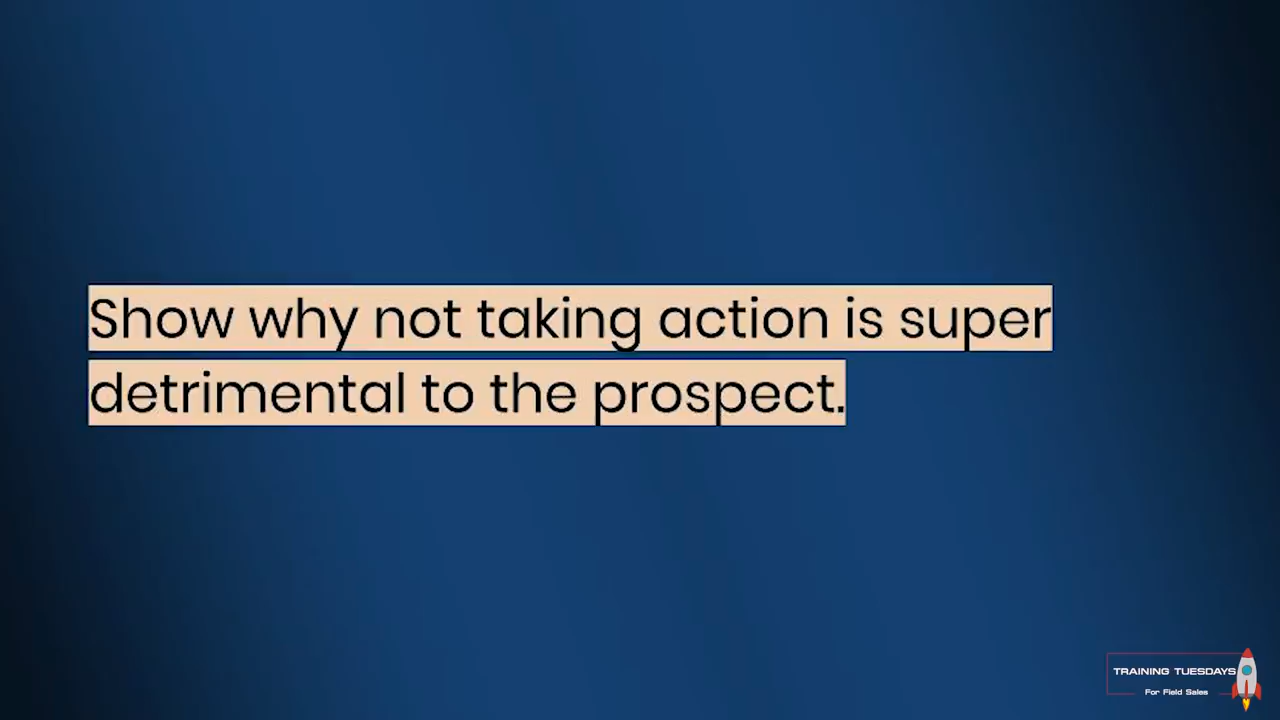 Show why not taking action is super
detrimental to the prospect.
TRAINING TUESDAYS
For Field Sales